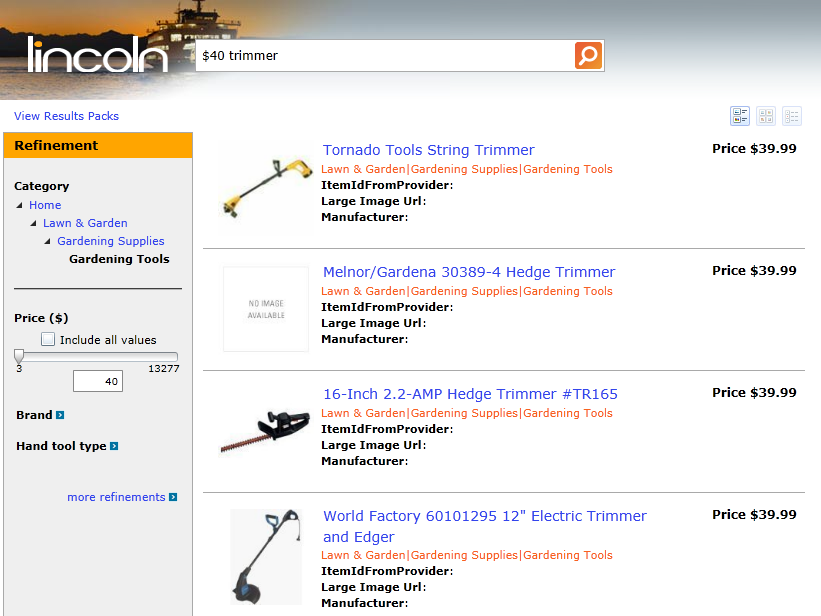 lincoln
$40 trimmer
View Results Packs
Refinement
Category
Home
Lawn & Garden
Gardening Supplies
Gardening Tools
Price ($)
Include all values
3 13277
40
Brand
Hand tool type
more refinements
Tornado Tools String Trimmer
Price $39.99
Lawn & Garden|Gardening Supplies|Gardening Tools
ItemIdFromProvider:
Large Image Url:
Manufacturer:
NO IMAGE
AVAILABLE
Melnor/Gardena 30389-4 Hedge Trimmer
Price $39.99
Lawn & Garden|Gardening Supplies|Gardening Tools
ItemIdFromProvider:
Large Image Url:
Manufacturer:
16-Inch 2.2-AMP Hedge Trimmer #TR165
Price $39.99
Lawn & Garden|Gardening Supplies|Gardening Tools
ItemIdFromProvider:
Large Image Url:
Manufacturer:
World Factory 60101295 12" Electric Trimmer
and Edger
Price $39.99
Lawn & Garden|Gardening Supplies|Gardening Tools
ItemIdFromProvider:
Large Image Url:
Manufacturer: